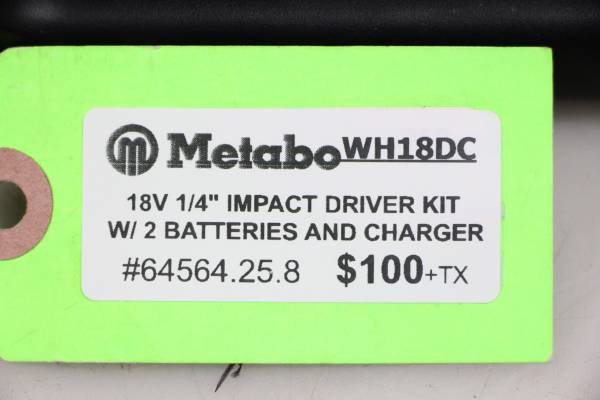 m Metabo WH18DC
18V 1/4" IMPACT DRIVER KIT
W/ 2 BATTERIES AND CHARGER
#64564.25.8 $100+TX